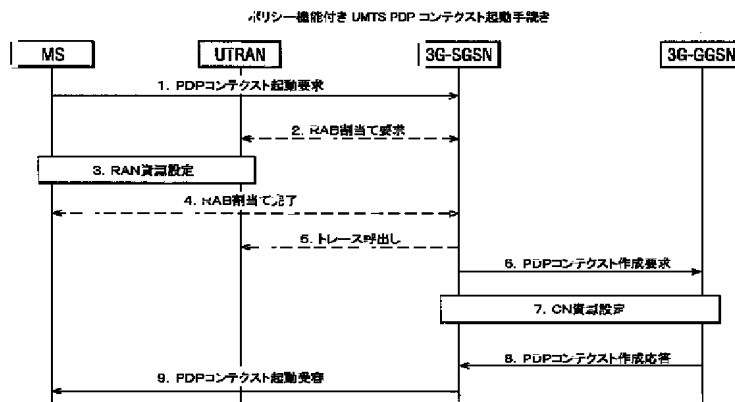 ポリシー機能付き UMTS PDP コンテクスト起動手続き
MS
UTRAN
3G-SGSN
3G-GGSN
1. PDPコンテクスト起動要求
2. RAB割当て要求
3. RAN資源設定
4. RAB割当て完了
5. トレース呼出し
6. PDPコンテクスト作成要求
7. CN資源設定
8. PDPコンテクスト作成応答
9. PDPコンテクスト起動受容